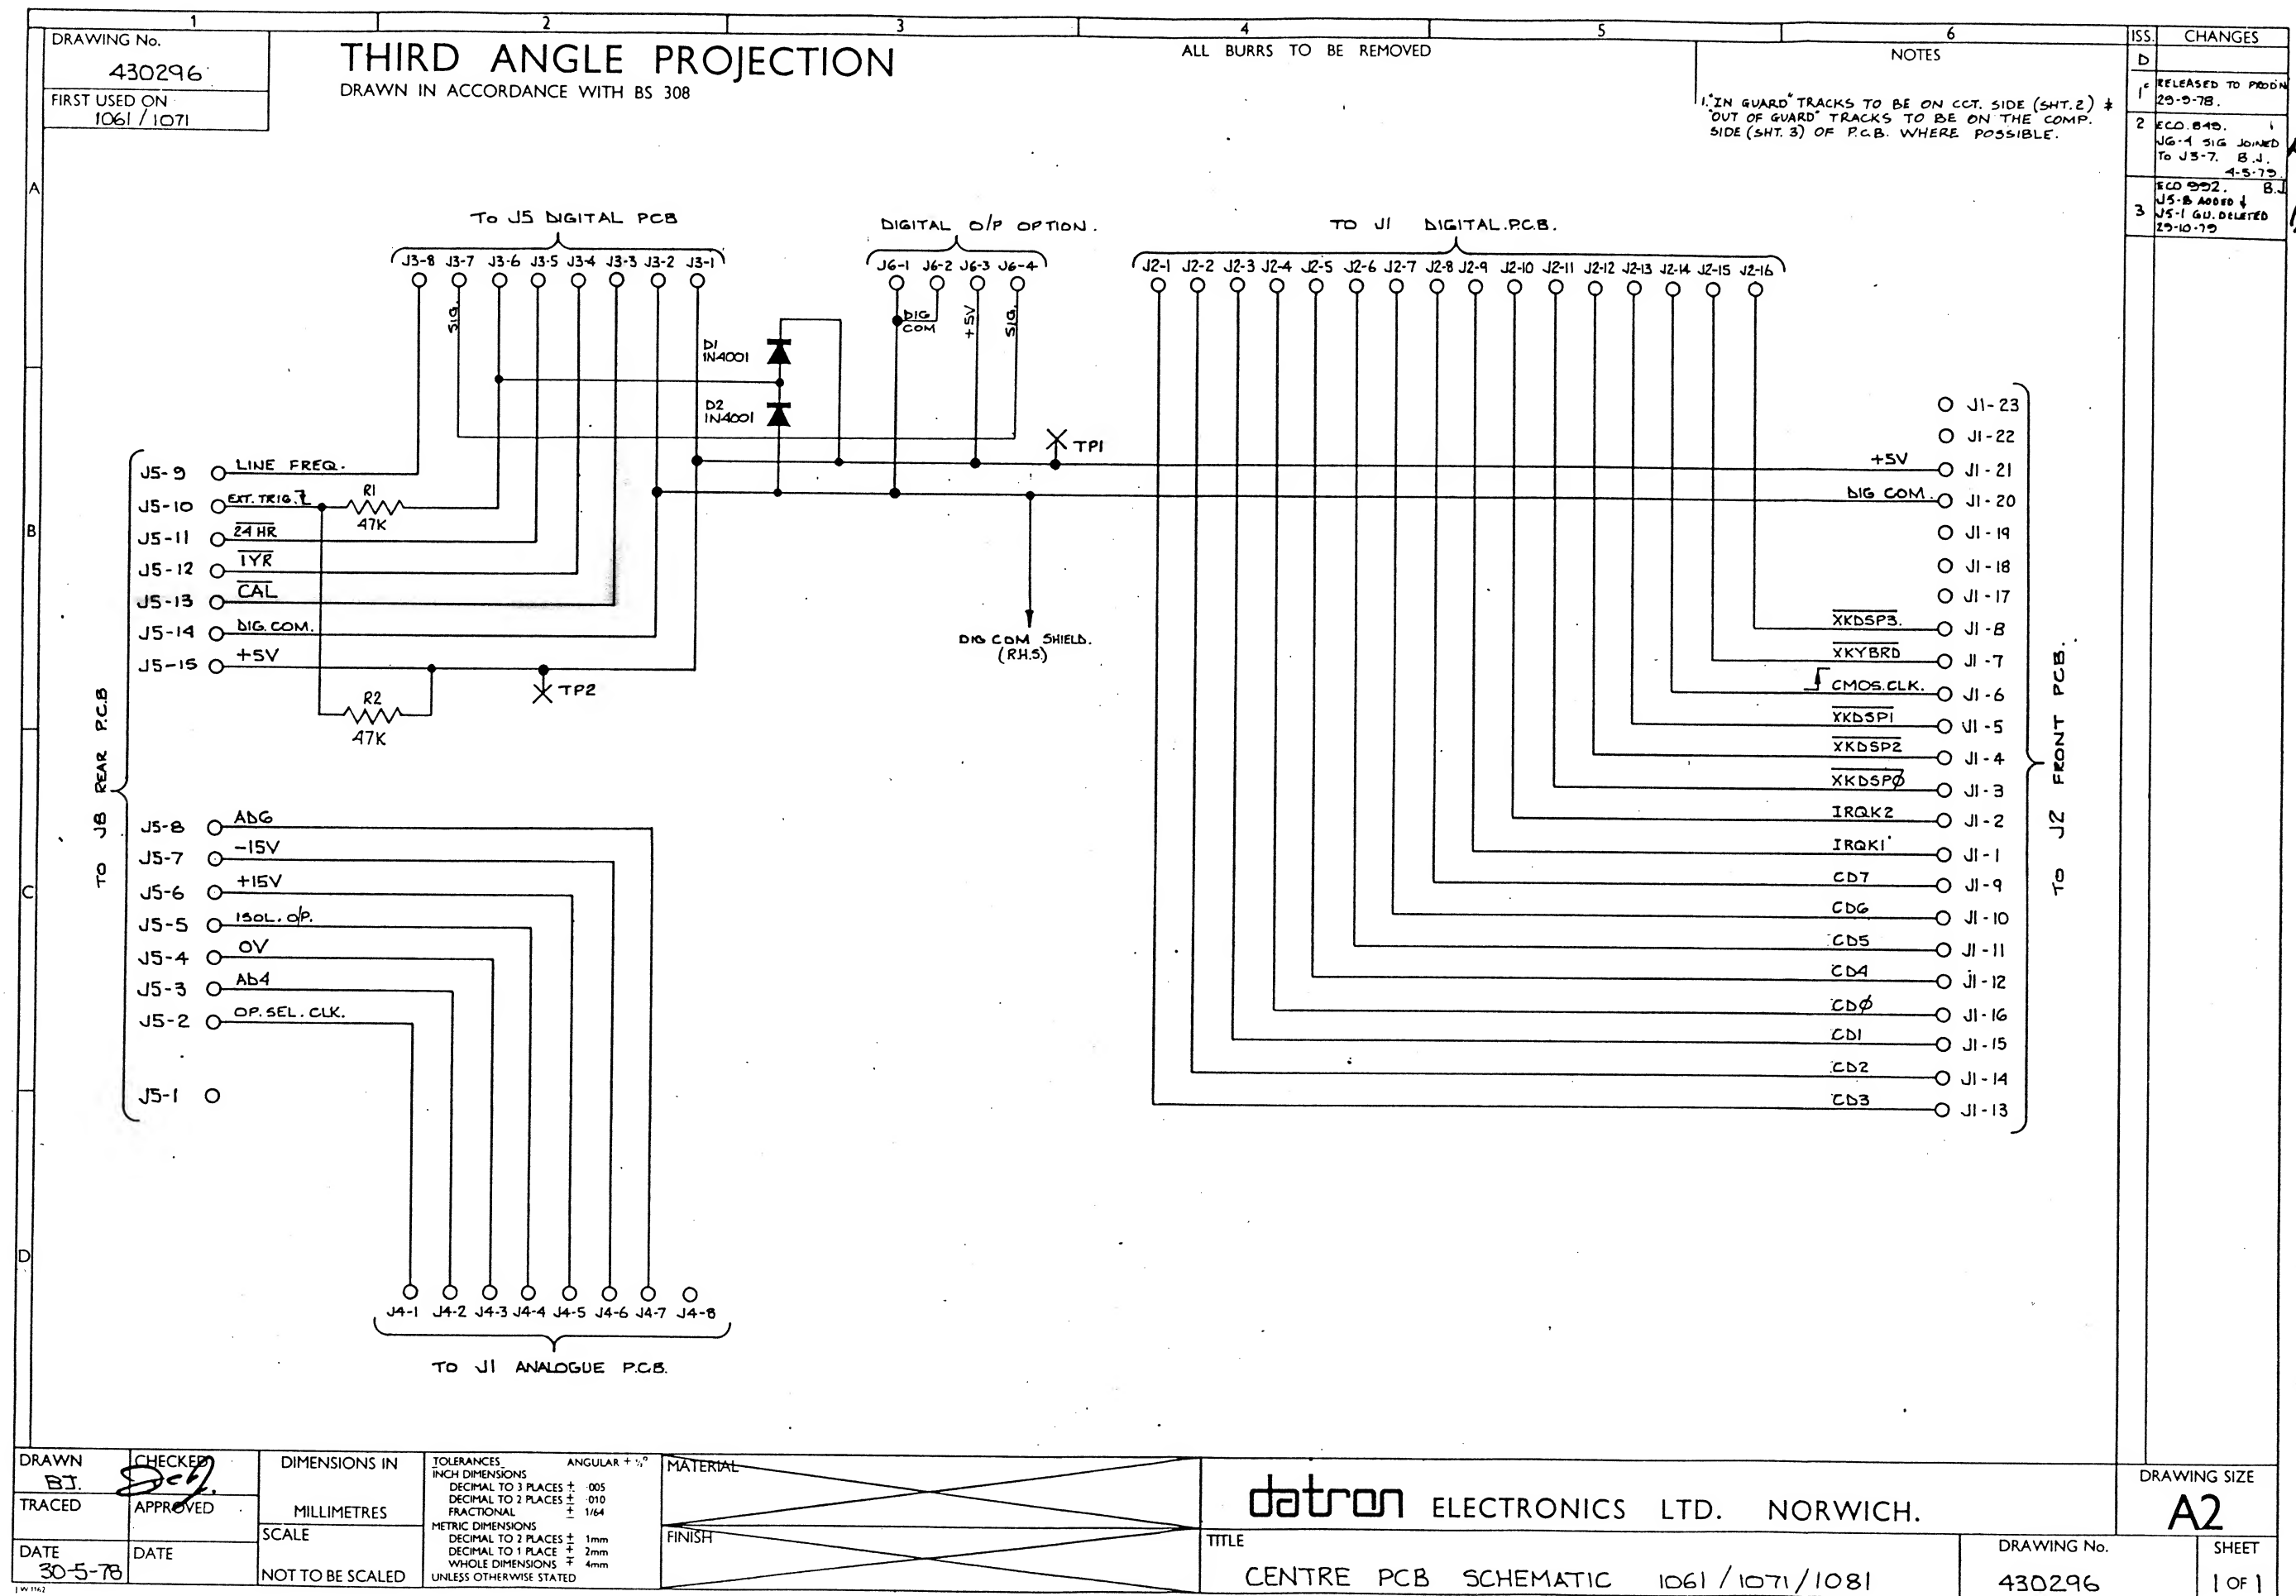 1 2 3 4 5 6
DRAWING No.
430296
FIRST USED ON
1061 / 1071
THIRD ANGLE PROJECTION
DRAWN IN ACCORDANCE WITH BS 308
ALL BURRS TO BE REMOVED
NOTES
1. "IN GUARD" TRACKS TO BE ON CCT. SIDE (SHT. 2) &
"OUT OF GUARD" TRACKS TO BE ON THE COMP.
SIDE (SHT. 3) OF P.C.B. WHERE POSSIBLE.
ISS. CHANGES
D
1 RELEASED TO PROD'N
29-9-78.
2 ECO. 849.
J6-4 SIG JOINED
TO J3-7. B.J.
4-5-79.
ECO 992. B.J
J5-8 ADDED &
3 J5-1 GU. DELETED
29-10-79
A
B
C
D
TO J5 DIGITAL PCB
J3-8 J3-7 J3-6 J3-5 J3-4 J3-3 J3-2 J3-1
SIG.
DIGITAL O/P OPTION.
J6-1 J6-2 J6-3 J6-4
DIG
COM
+5V
SIG.
TO J1 DIGITAL.P.C.B.
J2-1 J2-2 J2-3 J2-4 J2-5 J2-6 J2-7 J2-8 J2-9 J2-10 J2-11 J2-12 J2-13 J2-14 J2-15 J2-16
D1
1N4001
D2
1N4001
TP1
TO J8 REAR P.C.B
J5-9 LINE FREQ.
J5-10 EXT. TRIG.
R1
47K
J5-11 24 HR
J5-12 1YR
J5-13 CAL
J5-14 DIG. COM.
J5-15 +5V
TP2
R2
47K
DIG COM SHIELD.
(R.H.S)
J5-8 AD6
J5-7 -15V
J5-6 +15V
J5-5 ISOL. O/P.
J5-4 0V
J5-3 AD4
J5-2 OP. SEL. CLK.
J5-1
J4-1 J4-2 J4-3 J4-4 J4-5 J4-6 J4-7 J4-8
TO J1 ANALOGUE P.C.B.
J1-23
J1-22
+5V J1-21
DIG COM. J1-20
J1-19
J1-18
J1-17
XKDSP3. J1-8
XKYBRD J1-7
CMOS.CLK. J1-6
XKDSP1 J1-5
XKDSP2 J1-4
XKDSPØ J1-3
IRQK2 J1-2
IRQK1 J1-1
CD7 J1-9
CD6 J1-10
CD5 J1-11
CD4 J1-12
CDØ J1-16
CD1 J1-15
CD2 J1-14
CD3 J1-13
TO J2 FRONT PCB.
DRAWN
BJ.
CHECKED
TRACED
APPROVED
DATE
30-5-78
DATE
DIMENSIONS IN
MILLIMETRES
SCALE
NOT TO BE SCALED
TOLERANCES ANGULAR ± ½°
INCH DIMENSIONS
DECIMAL TO 3 PLACES ± ·005
DECIMAL TO 2 PLACES ± ·010
FRACTIONAL ± 1/64
METRIC DIMENSIONS
DECIMAL TO 2 PLACES ± 1mm
DECIMAL TO 1 PLACE ± 2mm
WHOLE DIMENSIONS ± 4mm
UNLESS OTHERWISE STATED
MATERIAL
FINISH
datron ELECTRONICS LTD. NORWICH.
TITLE
CENTRE PCB SCHEMATIC 1061 / 1071 / 1081
DRAWING SIZE
A2
DRAWING No.
430296
SHEET
1 OF 1